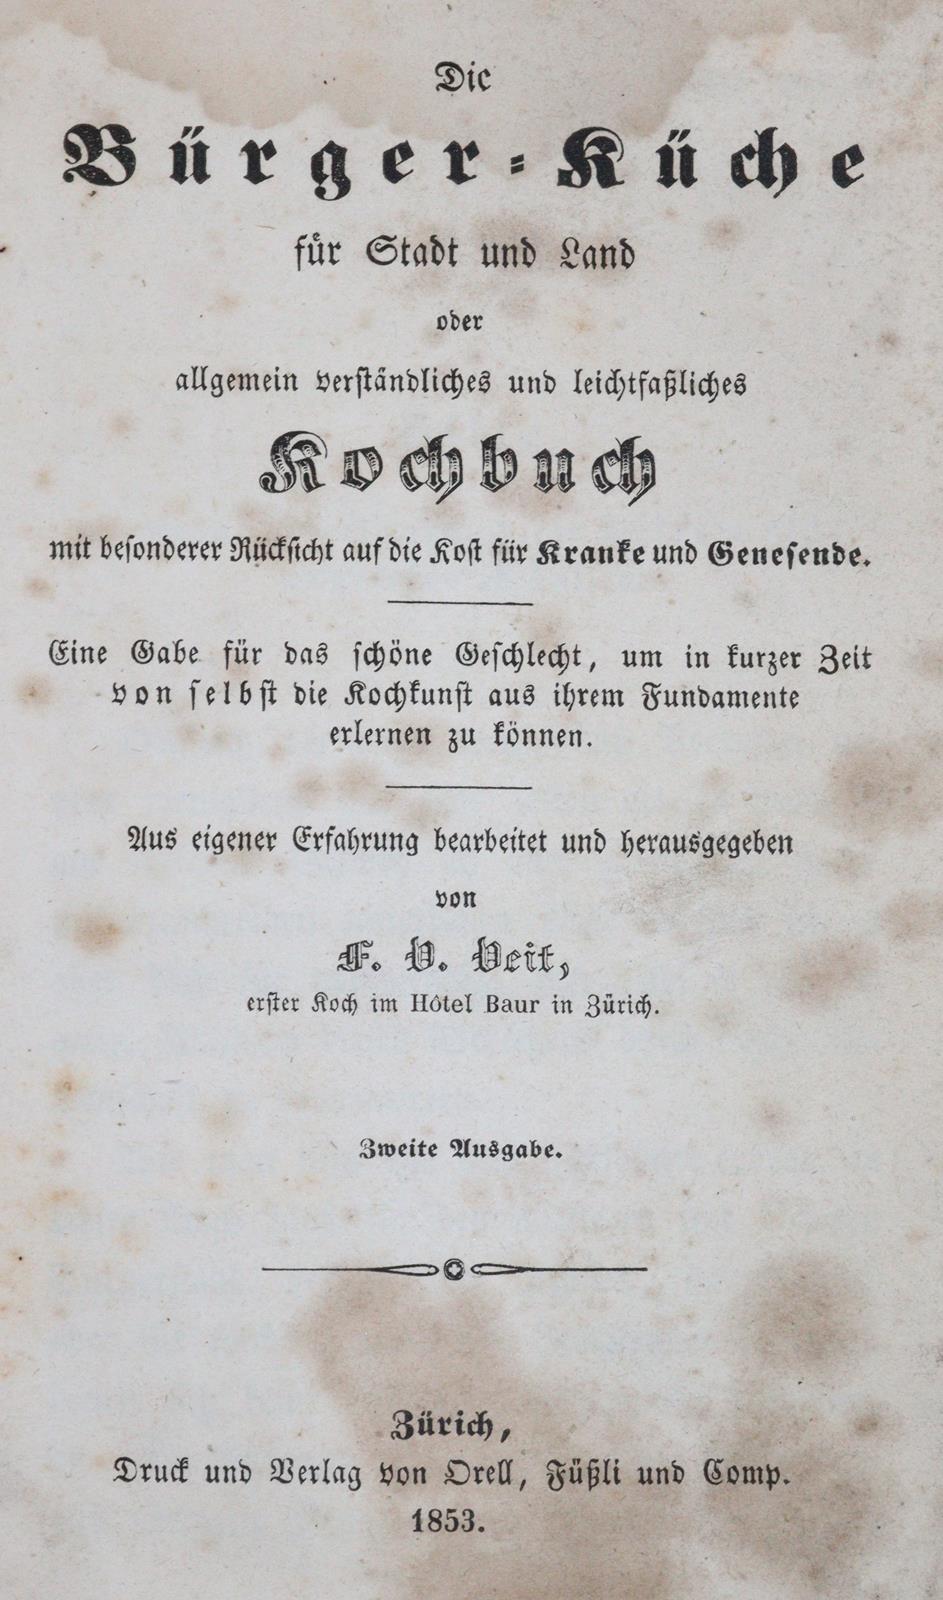 Die
Bürger-Küche
für Stadt und Land
oder
allgemein verständliches und leichtfaßliches
Kochbuch
mit besonderer Rücksicht auf die Kost für Kranke und Genesende.
Eine Gabe für das schöne Geschlecht, um in kurzer Zeit
von selbst die Kochkunst aus ihrem Fundamente
erlernen zu können.
Aus eigener Erfahrung bearbeitet und herausgegeben
von
F. V. Veit,
erster Koch im Hôtel Baur in Zürich.
Zweite Ausgabe.
Zürich,
Druck und Verlag von Orell, Füßli und Comp.
1853.